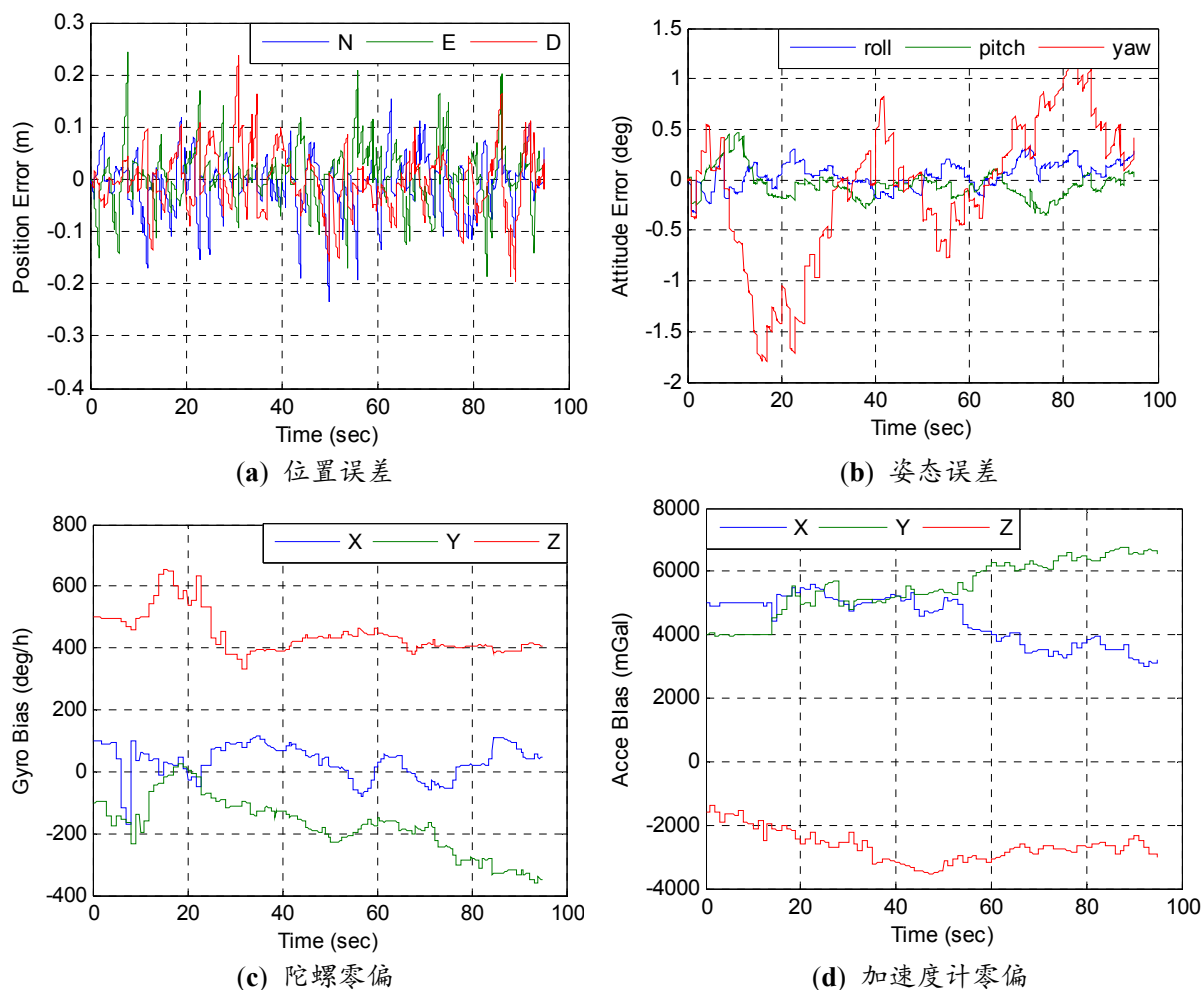 N E D
0.3
0.2
0.1
0
-0.1
-0.2
-0.3
-0.4
Position Error (m)
0 20 40 60 80 100
Time (sec)
(a) 位置误差
roll pitch yaw
1.5
1
0.5
0
-0.5
-1
-1.5
-2
Attitude Error (deg)
0 20 40 60 80 100
Time (sec)
(b) 姿态误差
X Y Z
800
600
400
200
0
-200
-400
Gyro Bias (deg/h)
0 20 40 60 80 100
Time (sec)
(c) 陀螺零偏
X Y Z
8000
6000
4000
2000
0
-2000
-4000
Acce BIas (mGal)
0 20 40 60 80 100
Time (sec)
(d) 加速度计零偏